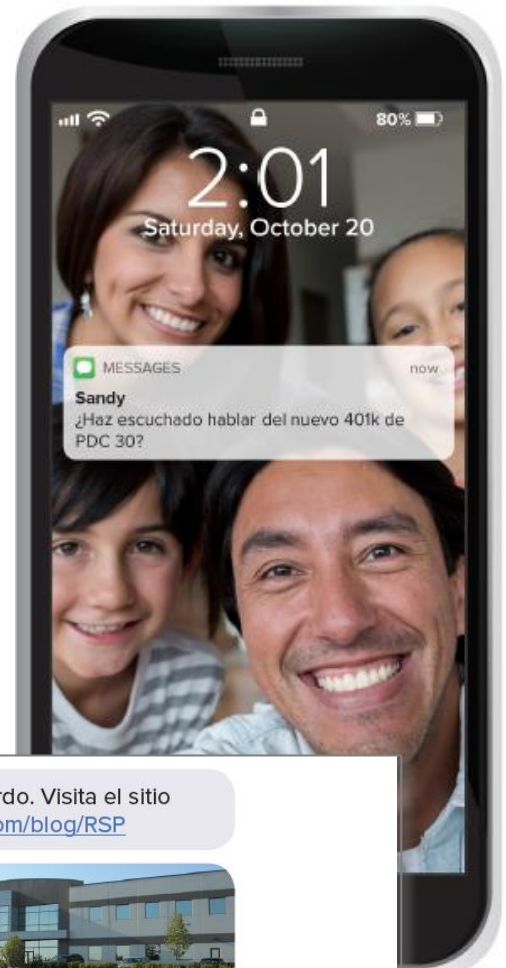 80%
2:01
Saturday, October 20
MESSAGES now
Sandy
¿Haz escuchado hablar del nuevo 401k de
PDC 30?
rdo. Visita el sitio
om/blog/RSP